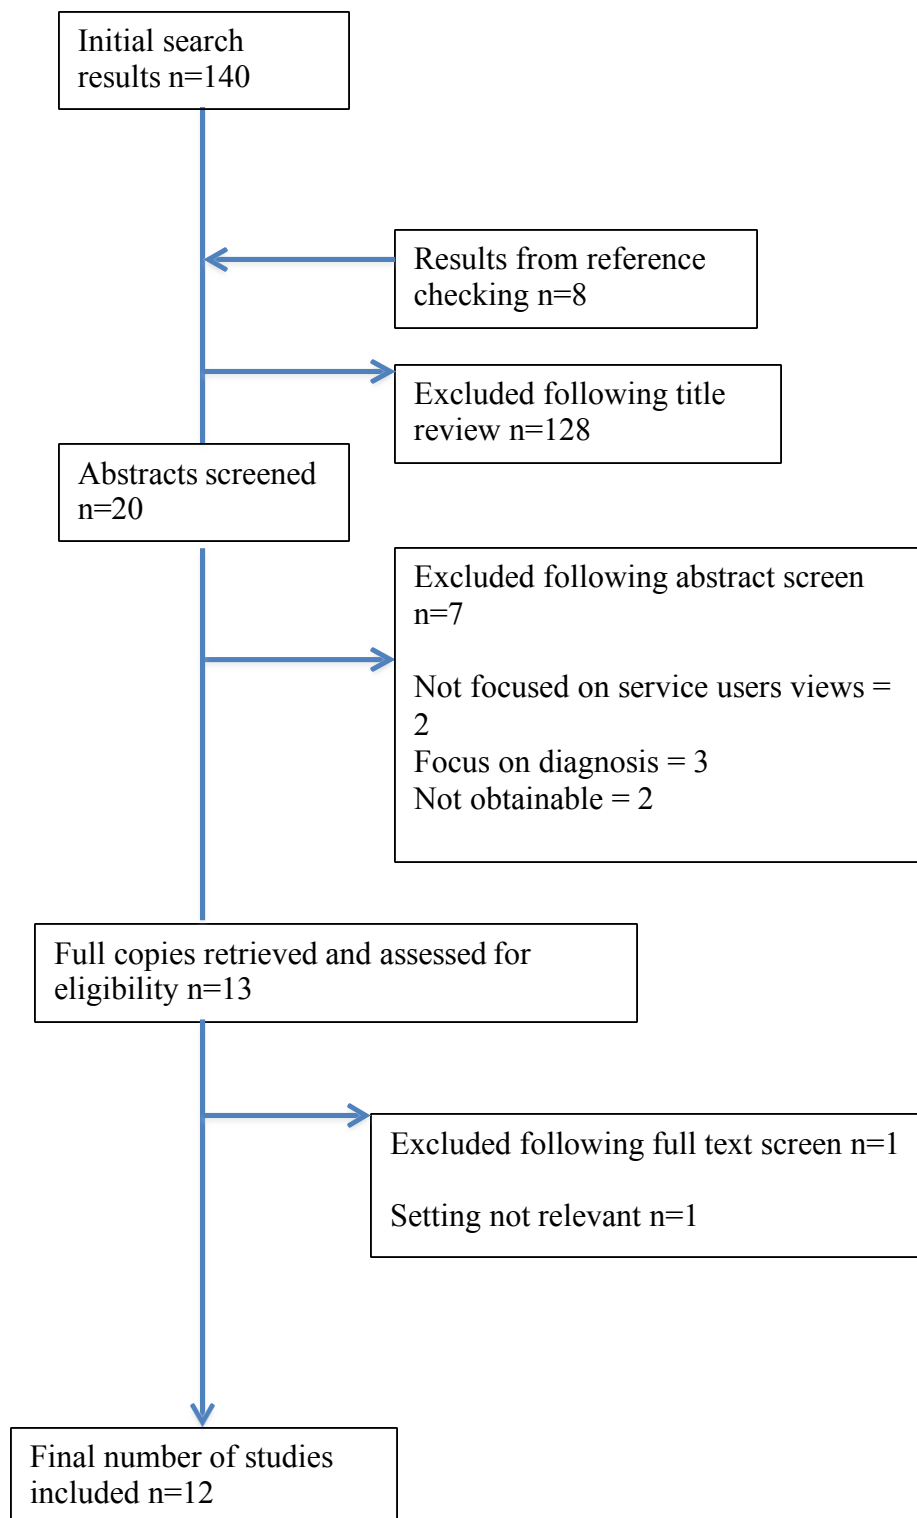 Initial search
results n=140
Results from reference
checking n=8
Excluded following title
review n=128
Abstracts screened
n=20
Excluded following abstract screen
n=7
Not focused on service users views =
2
Focus on diagnosis = 3
Not obtainable = 2
Full copies retrieved and assessed for
eligibility n=13
Excluded following full text screen n=1
Setting not relevant n=1
Final number of studies
included n=12